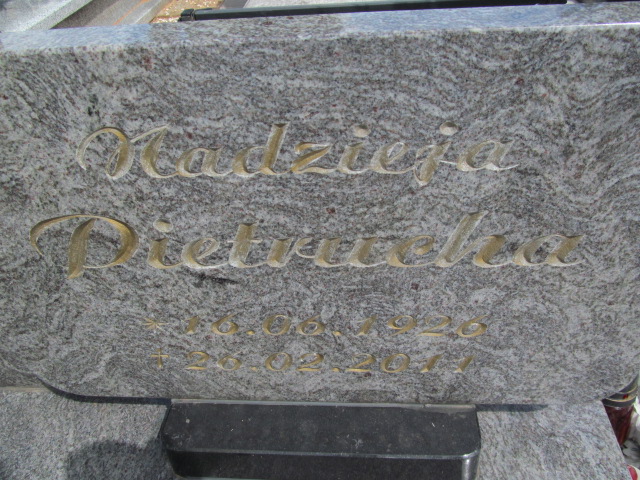 Nadzieja
Pietrucha
* 16.06.1926
† 26.02.2011